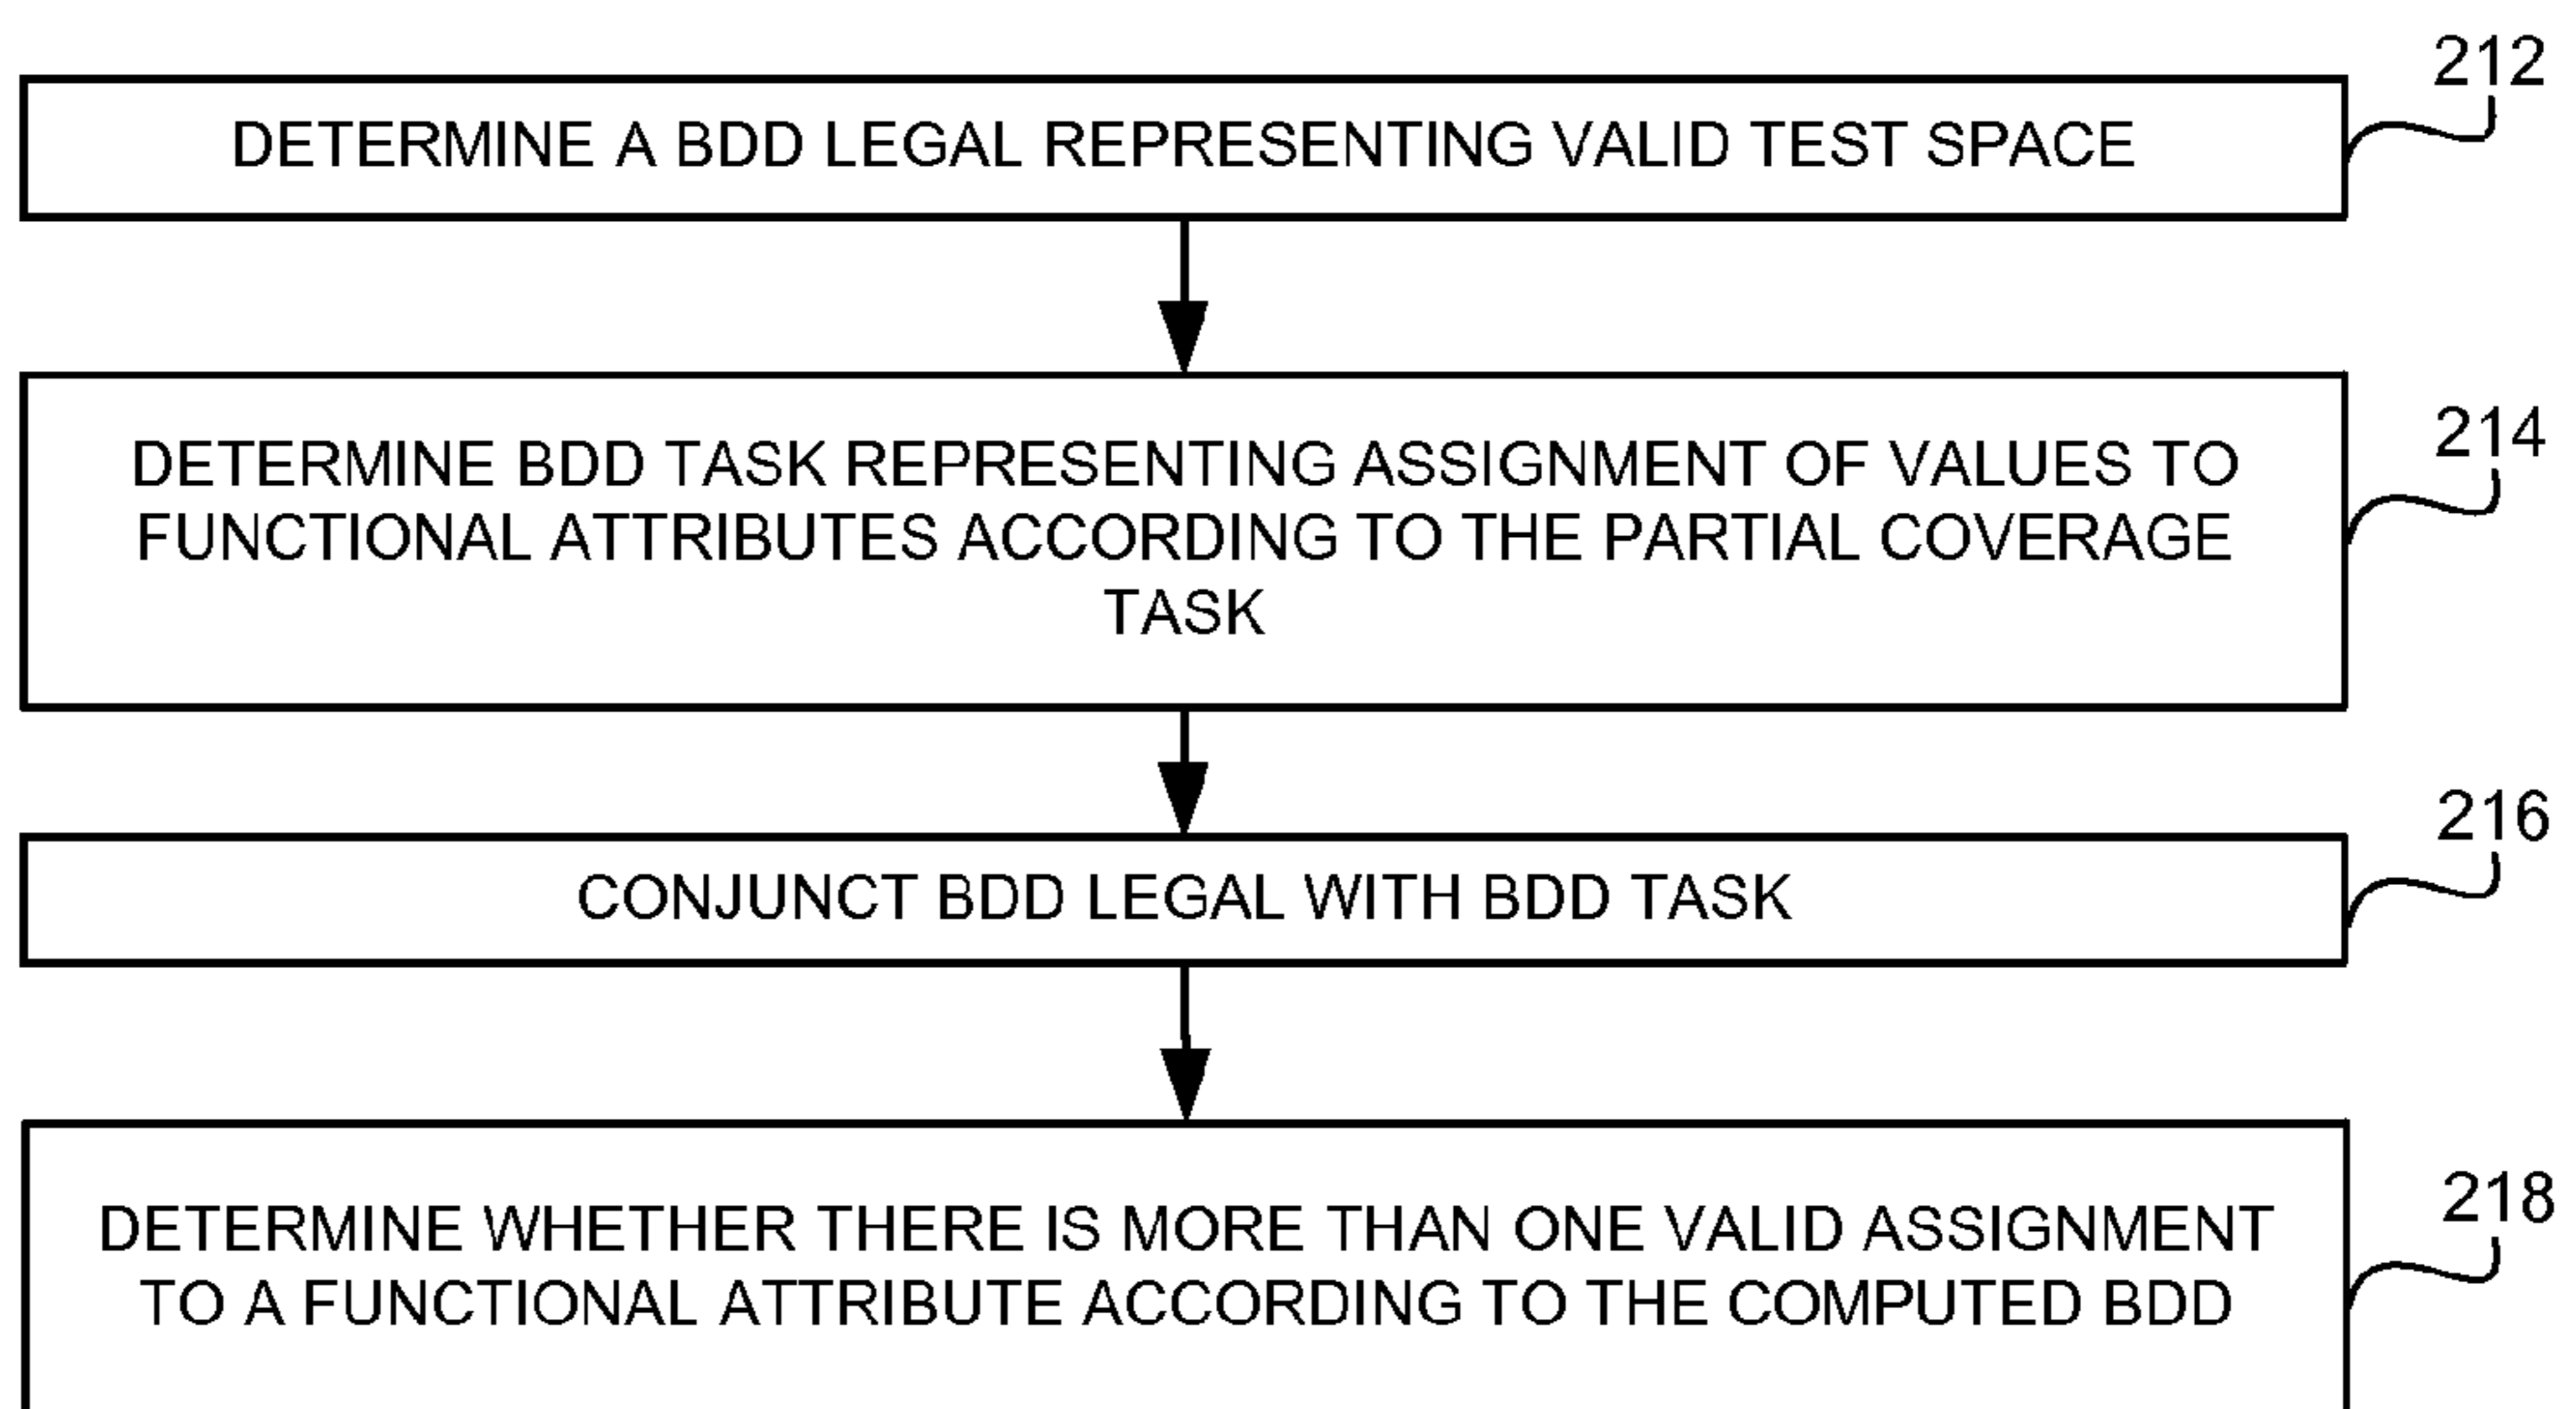 212
DETERMINE A BDD LEGAL REPRESENTING VALID TEST SPACE
214
DETERMINE BDD TASK REPRESENTING ASSIGNMENT OF VALUES TO
FUNCTIONAL ATTRIBUTES ACCORDING TO THE PARTIAL COVERAGE
TASK
216
CONJUNCT BDD LEGAL WITH BDD TASK
218
DETERMINE WHETHER THERE IS MORE THAN ONE VALID ASSIGNMENT
TO A FUNCTIONAL ATTRIBUTE ACCORDING TO THE COMPUTED BDD